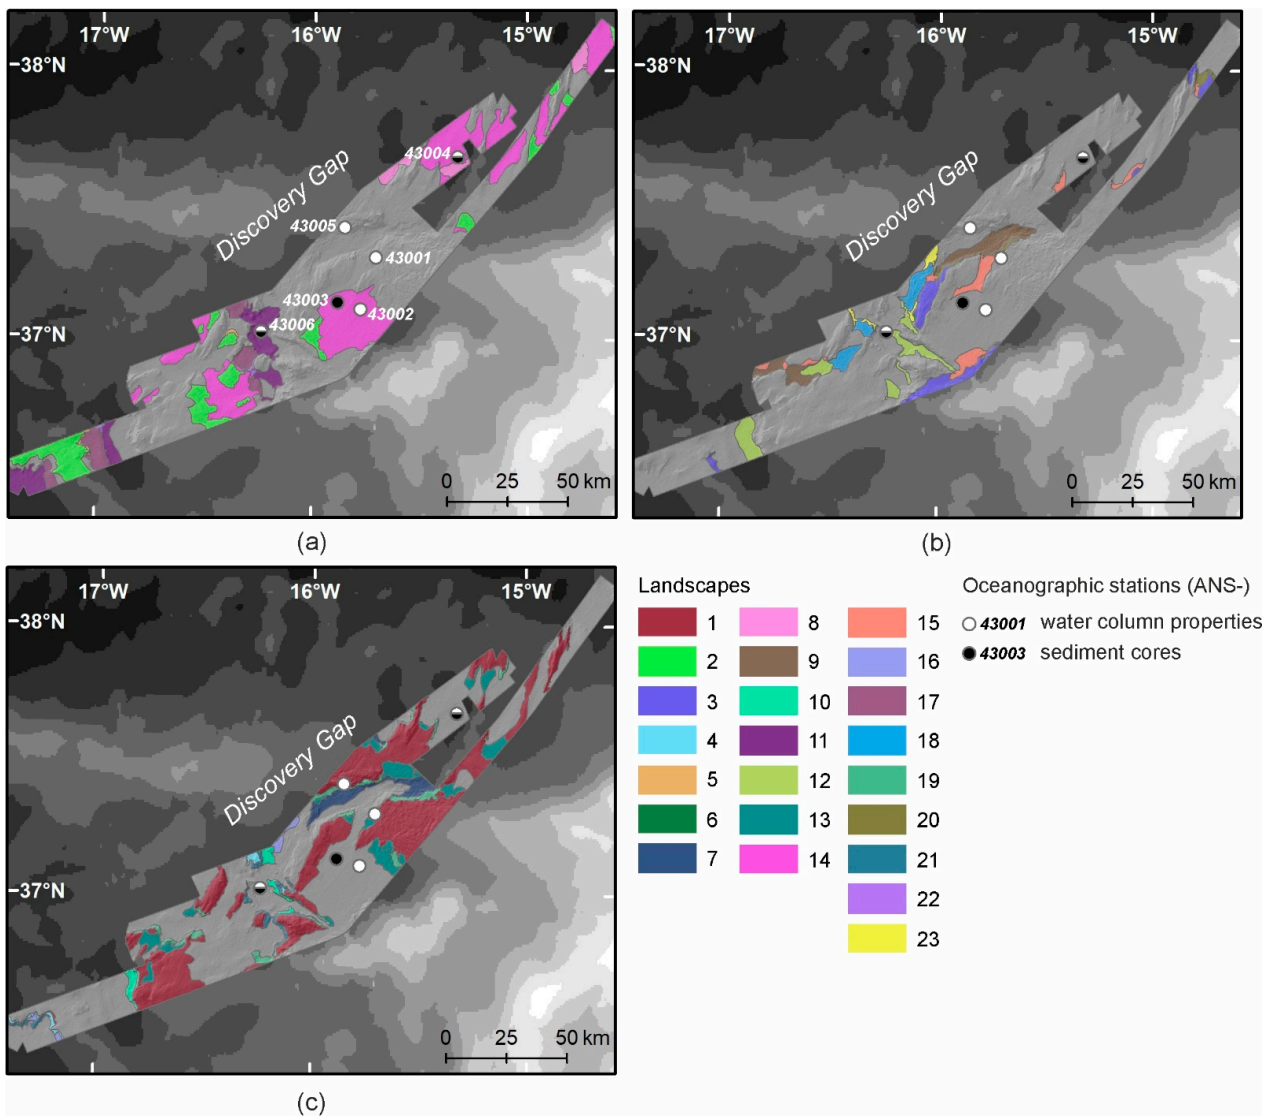 17°W 16°W 15°W
38°N
Discovery Gap
43004
43005
43001
43003
43002
43006
37°N
0 25 50 km
(a)
17°W 16°W 15°W
38°N
Discovery Gap
37°N
0 25 50 km
(b)
17°W 16°W 15°W
38°N
Discovery Gap
37°N
0 25 50 km
(c)
Landscapes
1
2
3
4
5
6
7
8
9
10
11
12
13
14
15
16
17
18
19
20
21
22
23
Oceanographic stations (ANS-)
43001 water column properties
43003 sediment cores